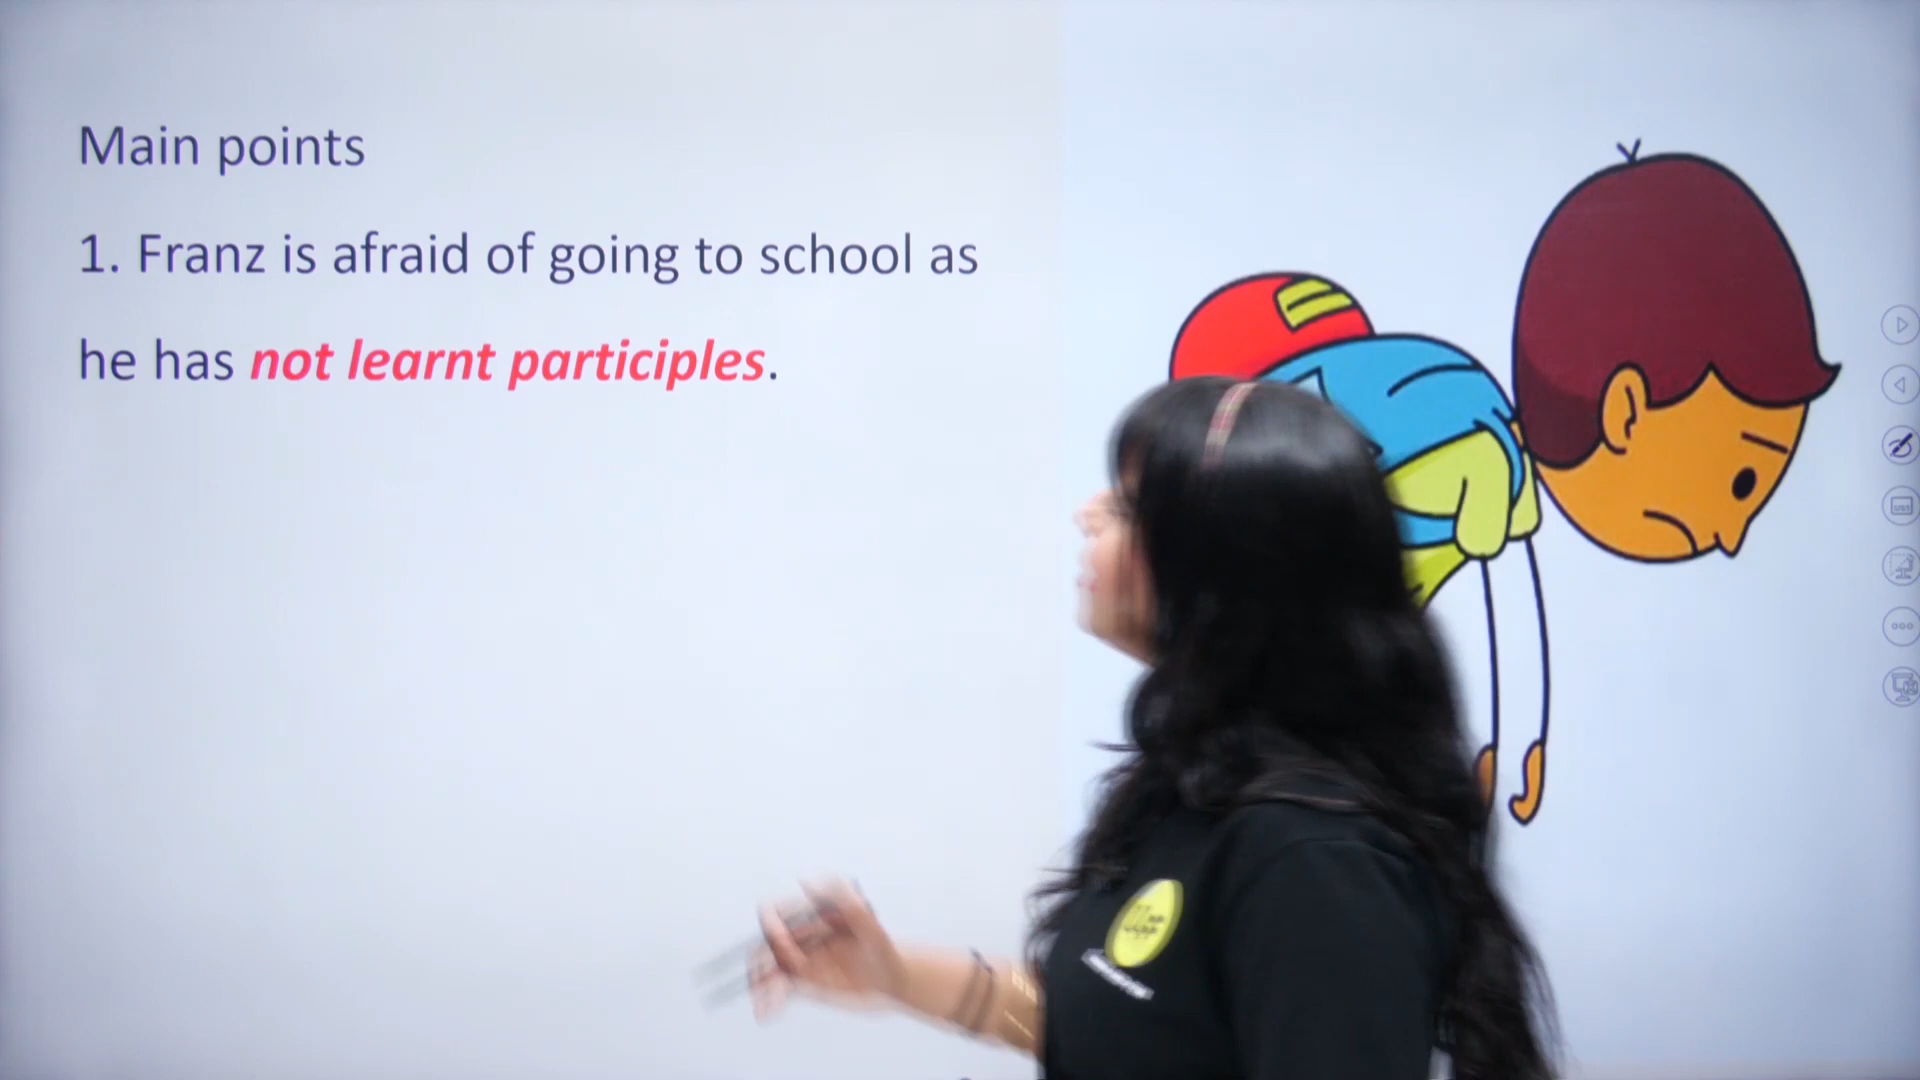 Main points
1. Franz is afraid of going to school as
he has not learnt participles.